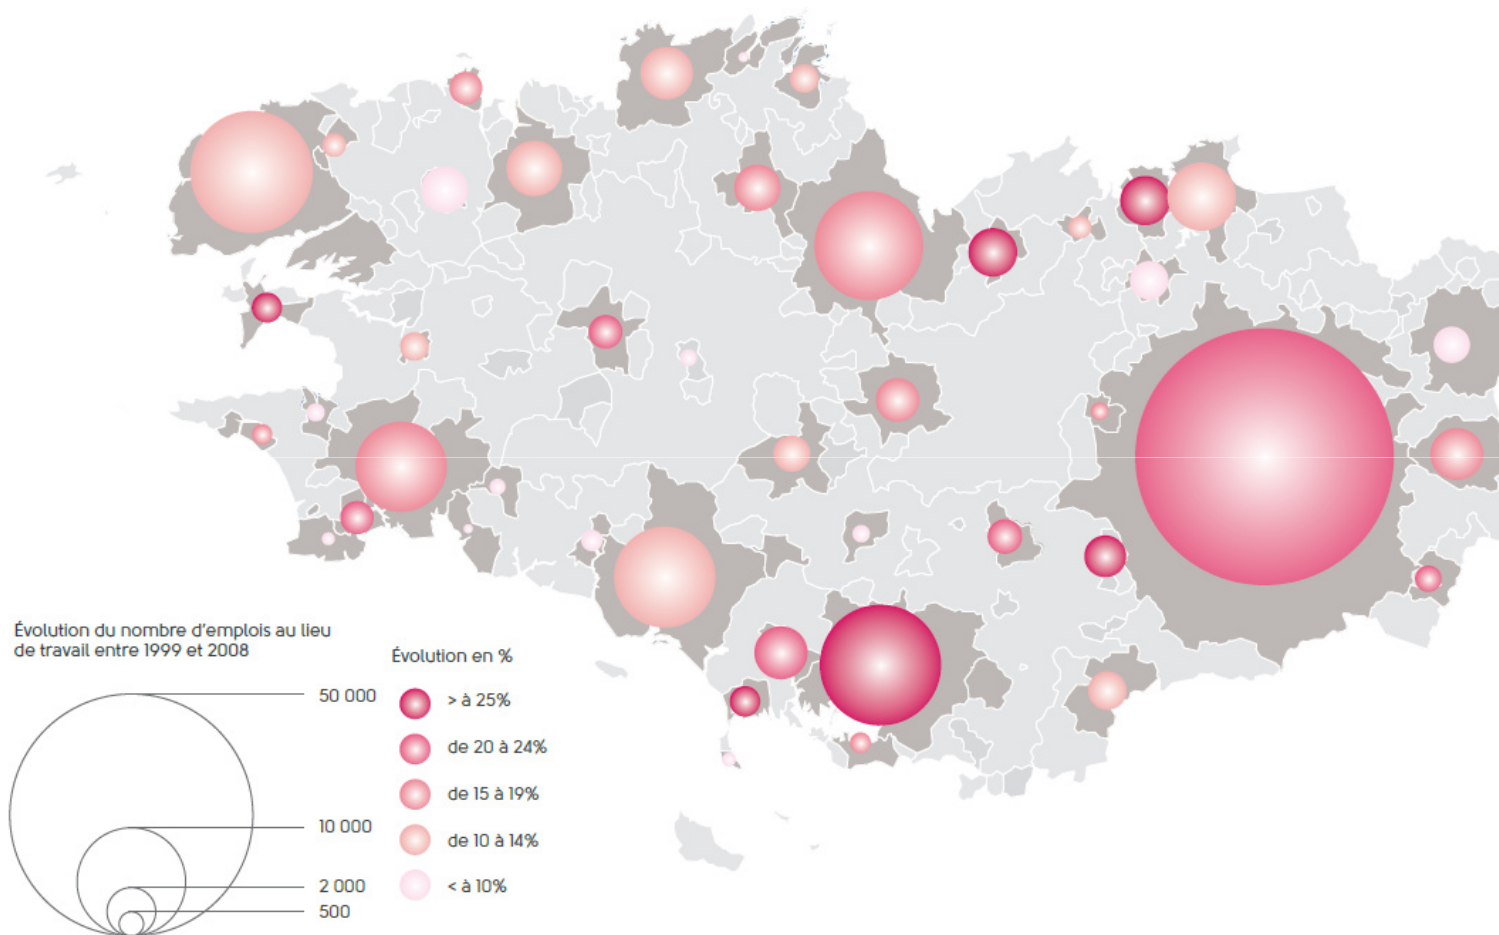 Évolution du nombre d'emplois au lieu
de travail entre 1999 et 2008
50 000
10 000
2 000
500
Évolution en %
> à 25%
de 20 à 24%
de 15 à 19%
de 10 à 14%
< à 10%